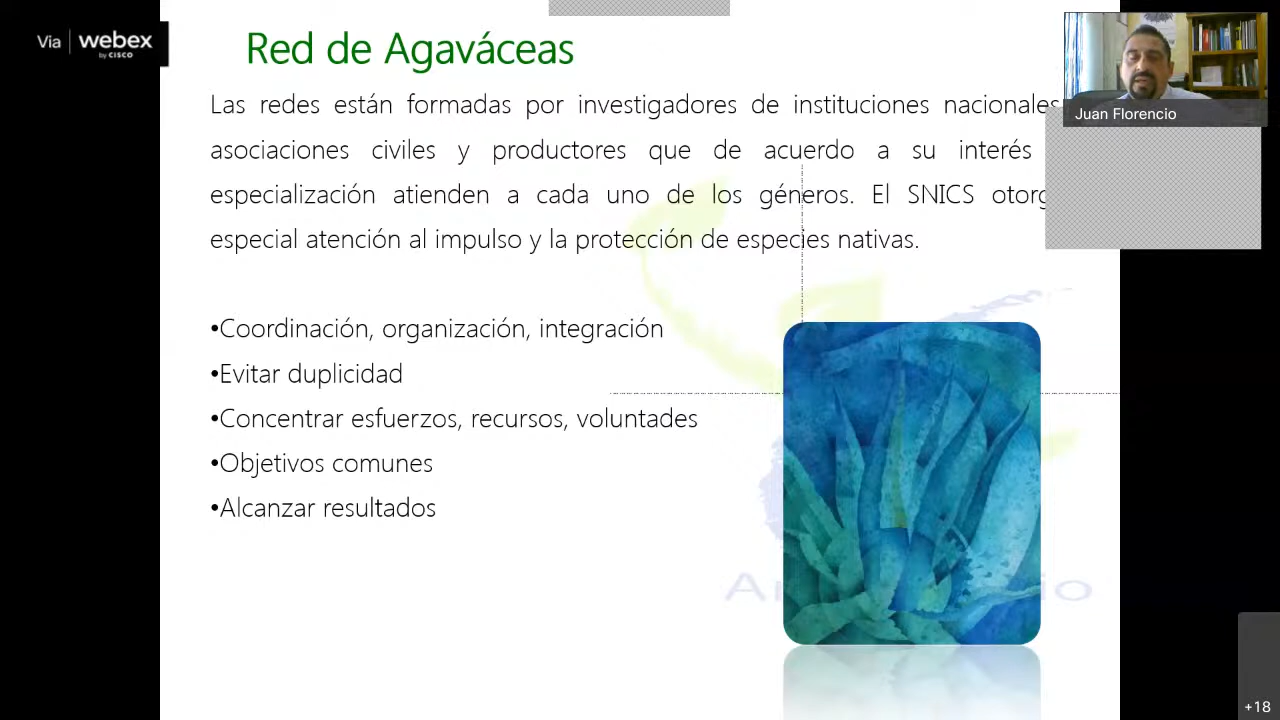 Via webex
by CISCO
Red de Agaváceas
Las redes están formadas por investigadores de instituciones nacionales
asociaciones civiles y productores que de acuerdo a su interés
especialización atienden a cada uno de los géneros. El SNICS
especial atención al impulso y la protección de especies nativas.
•Coordinación, organización, integración
•Evitar duplicidad
•Concentrar esfuerzos, recursos, voluntades
•Objetivos comunes
•Alcanzar resultados
Juan Florencio
+18